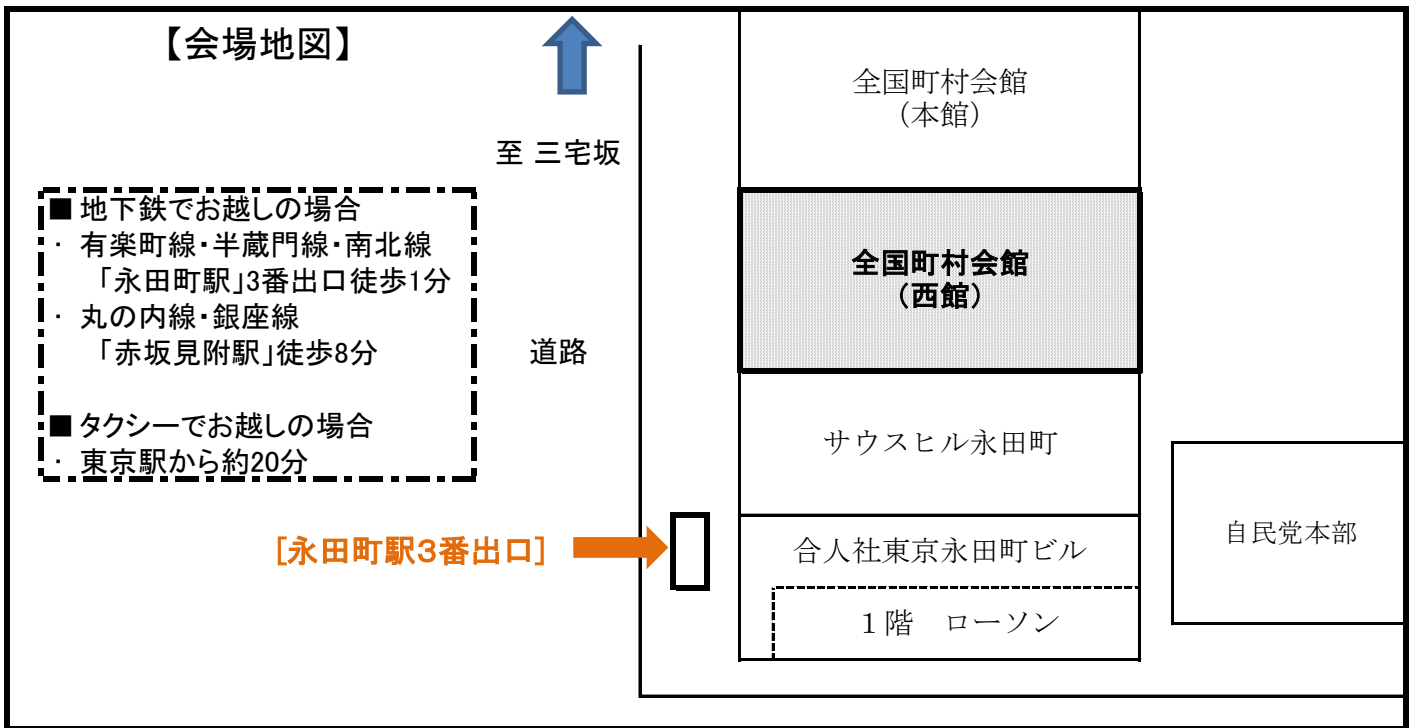 【会場地図】
至 三宅坂
■ 地下鉄でお越しの場合
・ 有楽町線・半蔵門線・南北線
「永田町駅」3番出口徒歩1分
・ 丸の内線・銀座線
「赤坂見附駅」徒歩8分
■ タクシーでお越しの場合
・ 東京駅から約20分
道路
[永田町駅3番出口]
全国町村会館
(本館)
全国町村会館
(西館)
サウスヒル永田町
合人社東京永田町ビル
1階 ローソン
自民党本部